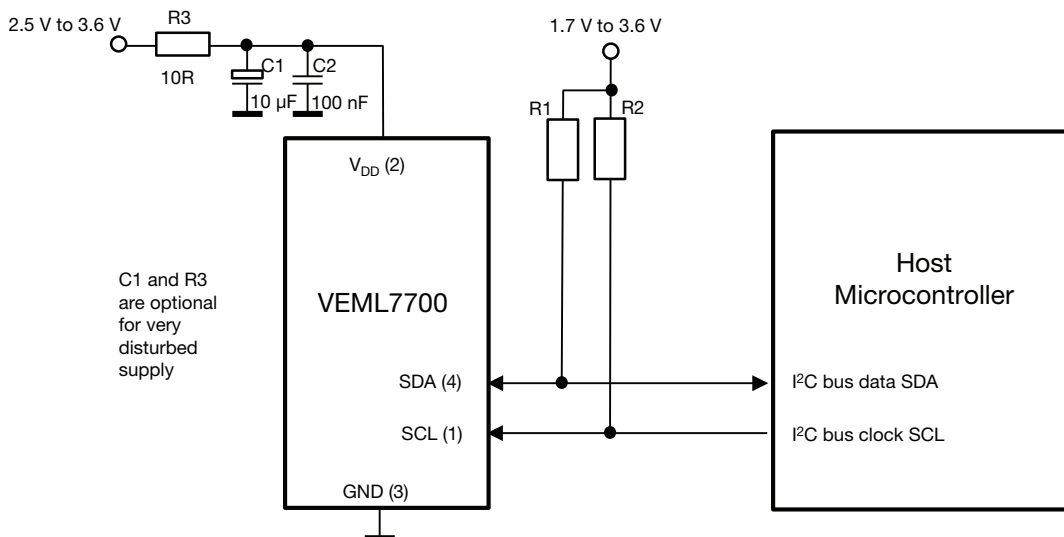 2.5 V to 3.6 V
R3
10R
C1
10 µF
C2
100 nF
1.7 V to 3.6 V
R1
R2
V_DD (2)
C1 and R3
are optional
for very
disturbed
supply
VEML7700
SDA (4)
SCL (1)
GND (3)
Host
Microcontroller
I²C bus data SDA
I²C bus clock SCL